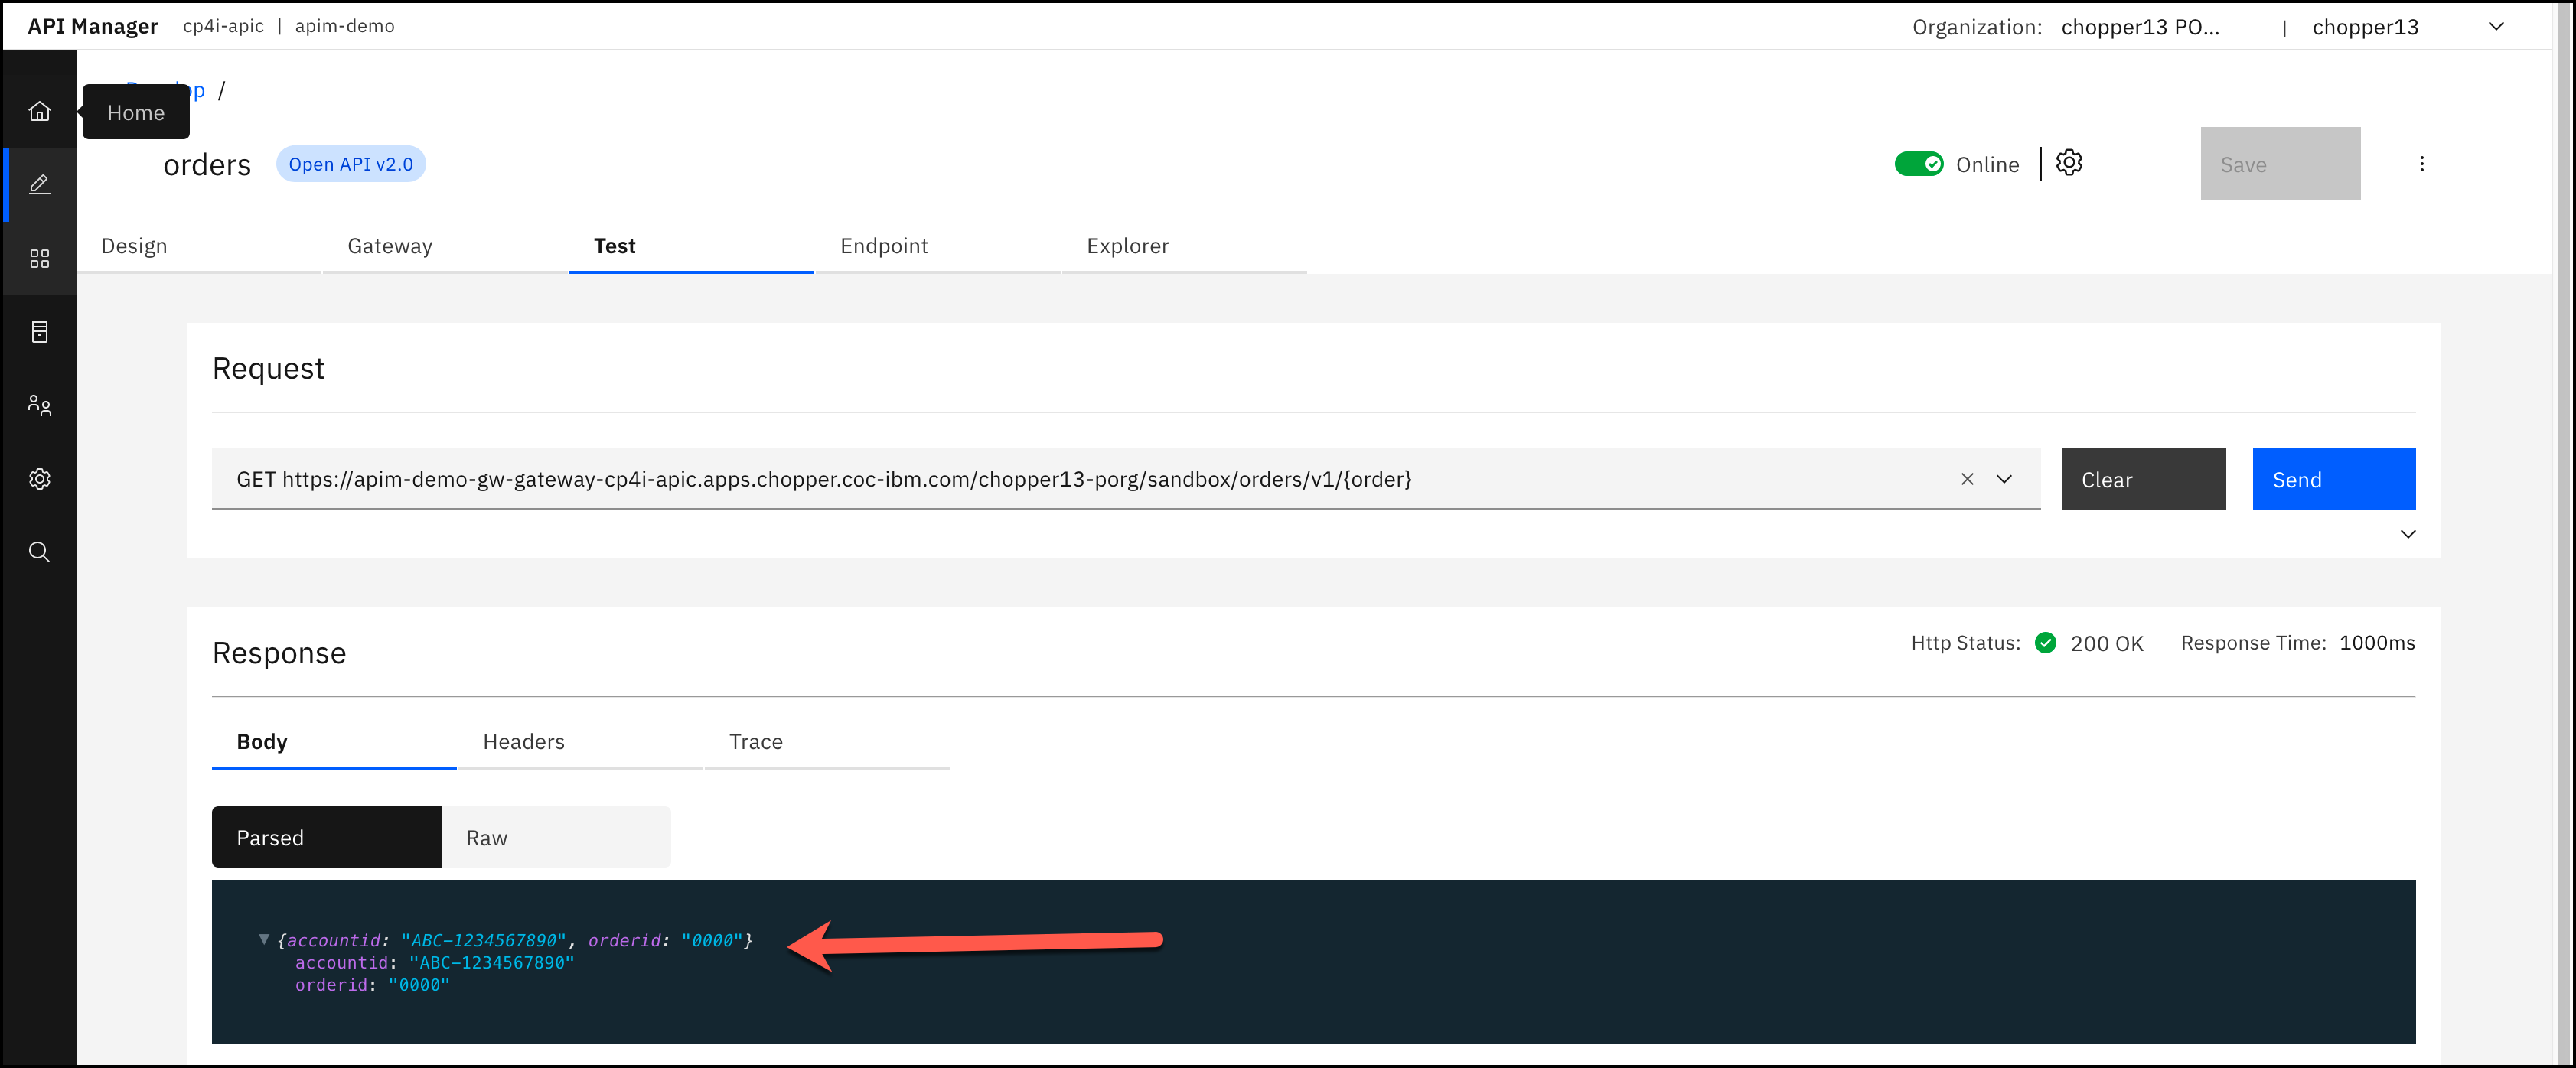 API Manager cp4i-apic | apim-demo Organization: chopper13 PO... | chopper13
op /
Home
orders Open API v2.0 Online Save
Design Gateway Test Endpoint Explorer
Request
GET https://apim-demo-gw-gateway-cp4i-apic.apps.chopper.coc-ibm.com/chopper13-porg/sandbox/orders/v1/{order} Clear Send
Response Http Status: 200 OK Response Time: 1000ms
Body Headers Trace
Parsed Raw
{accountid: "ABC-1234567890", orderid: "0000"}
accountid: "ABC-1234567890"
orderid: "0000"